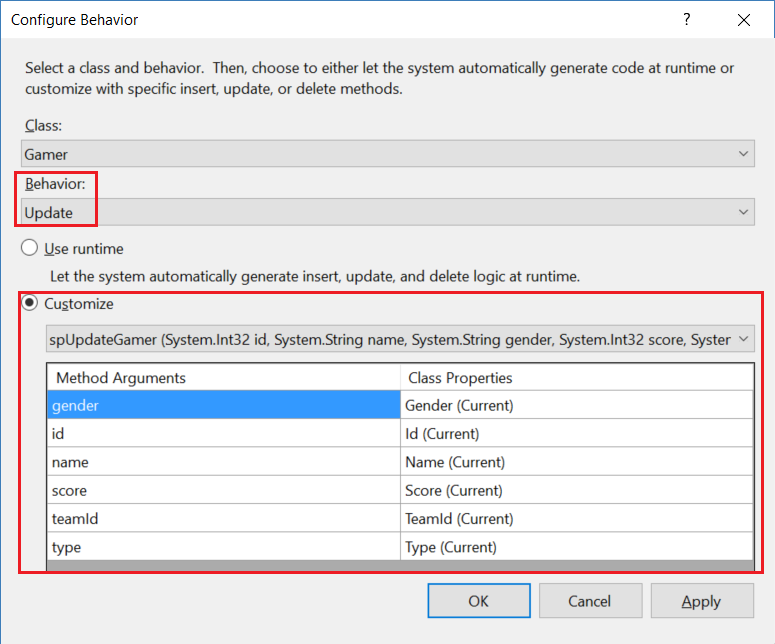 Configure Behavior ?
Select a class and behavior. Then, choose to either let the system automatically generate code at runtime or
customize with specific insert, update, or delete methods.
Class:
Gamer
Behavior:
Update
Use runtime
Let the system automatically generate insert, update, and delete logic at runtime.
Customize
spUpdateGamer (System.Int32 id, System.String name, System.String gender, System.Int32 score, Syster
Method Arguments Class Properties
gender Gender (Current)
id Id (Current)
name Name (Current)
score Score (Current)
teamId TeamId (Current)
type Type (Current)
OK Cancel Apply